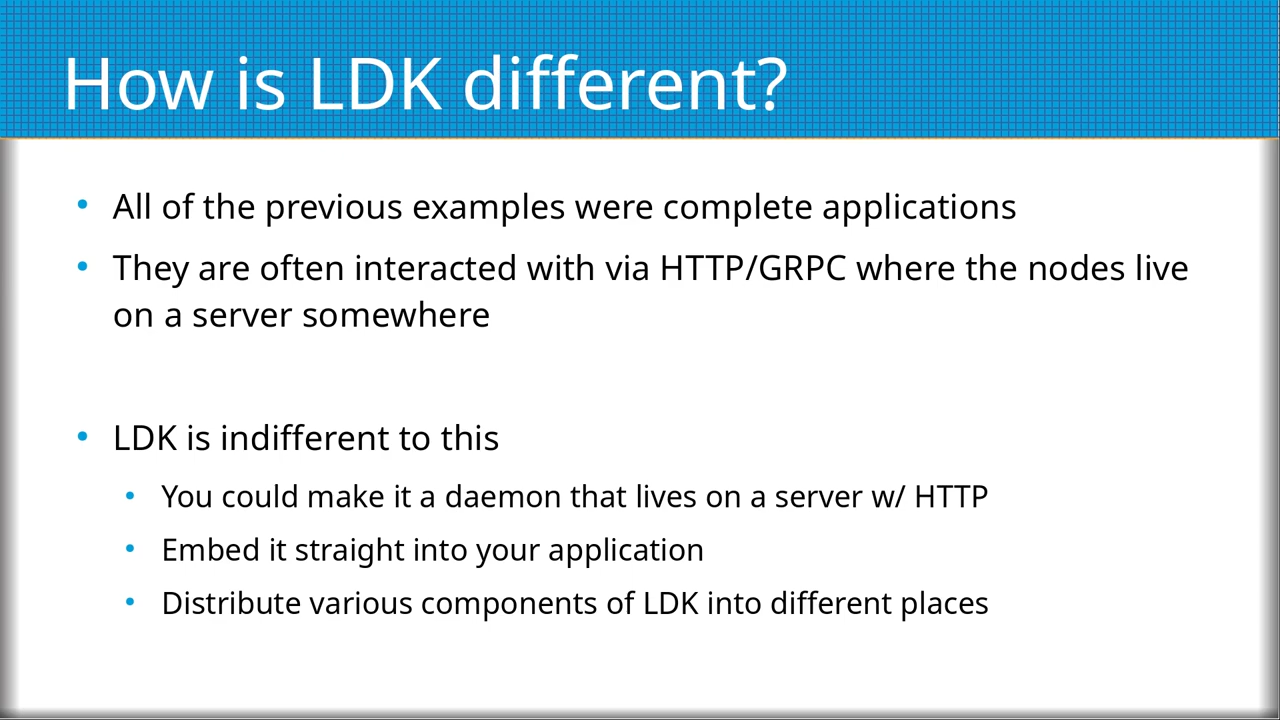 How is LDK different?
• All of the previous examples were complete applications
• They are often interacted with via HTTP/GRPC where the nodes live
on a server somewhere
• LDK is indifferent to this
• You could make it a daemon that lives on a server w/ HTTP
• Embed it straight into your application
• Distribute various components of LDK into different places